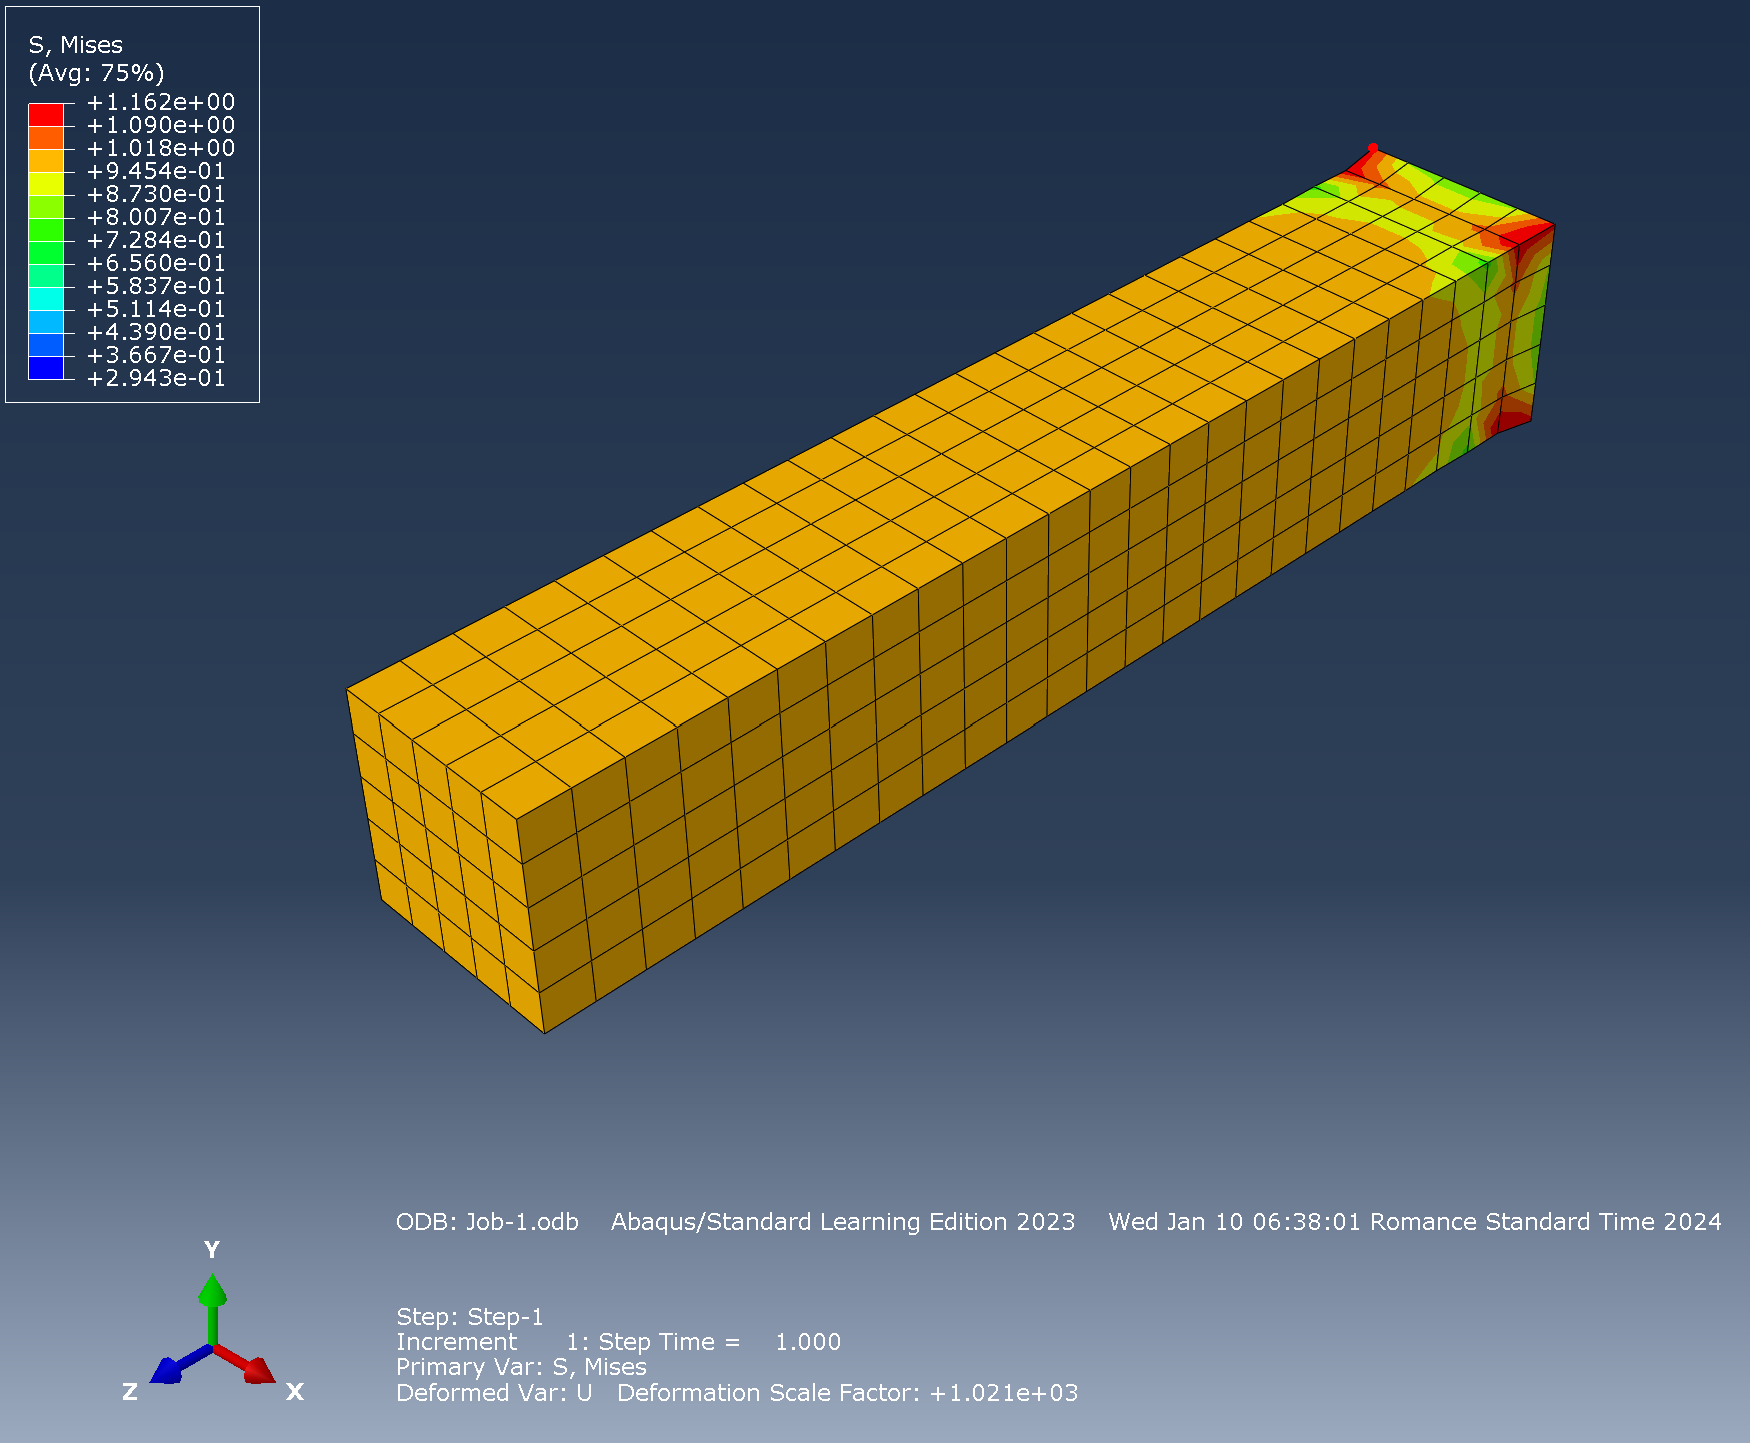 S, Mises
(Avg: 75%)
+1.162e+00
+1.090e+00
+1.018e+00
+9.454e-01
+8.730e-01
+8.007e-01
+7.284e-01
+6.560e-01
+5.837e-01
+5.114e-01
+4.390e-01
+3.667e-01
+2.943e-01
ODB: Job-1.odb Abaqus/Standard Learning Edition 2023 Wed Jan 10 06:38:01 Romance Standard Time 2024
Y
Z
X
Step: Step-1
Increment 1: Step Time = 1.000
Primary Var: S, Mises
Deformed Var: U Deformation Scale Factor: +1.021e+03